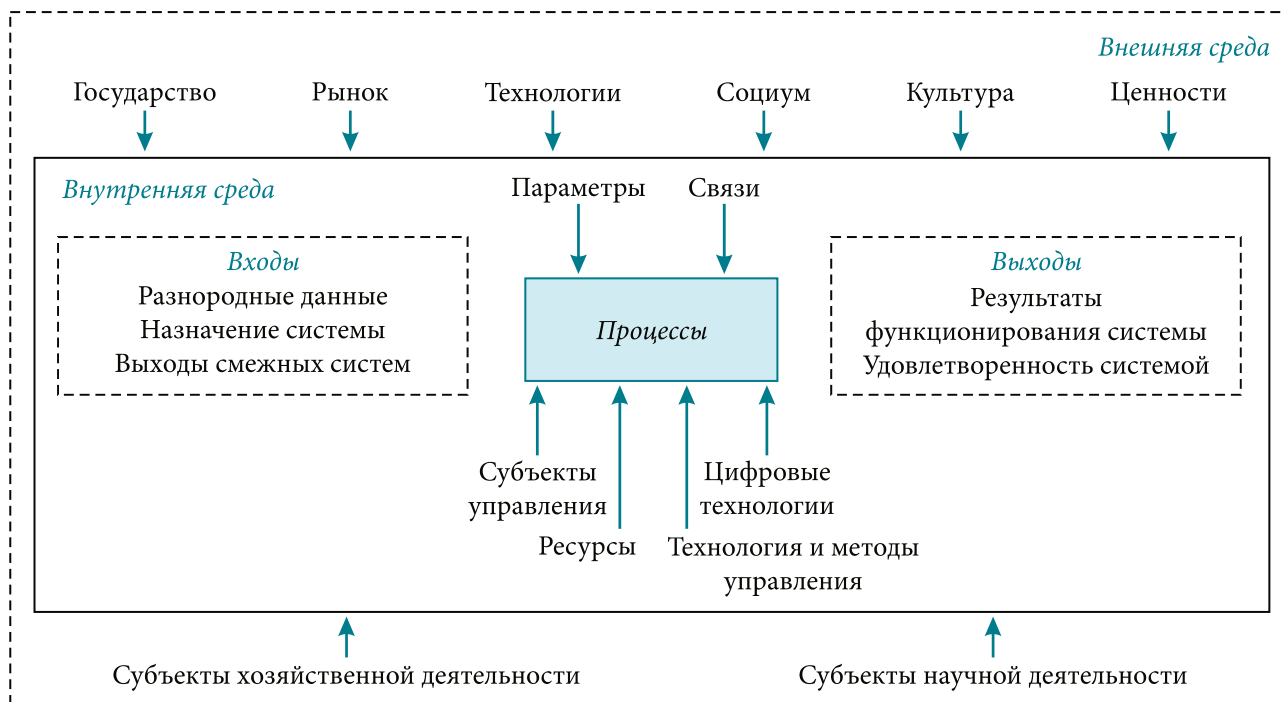 Внешняя среда
Государство
Рынок
Технологии
Социум
Культура
Ценности
Внутренняя среда
Параметры
Связи
Входы
Разнородные данные
Назначение системы
Выходы смежных систем
Процессы
Выходы
Результаты
функционирования системы
Удовлетворенность системой
Субъекты
управления
Цифровые
технологии
Ресурсы
Технология и методы
управления
Субъекты хозяйственной деятельности
Субъекты научной деятельности